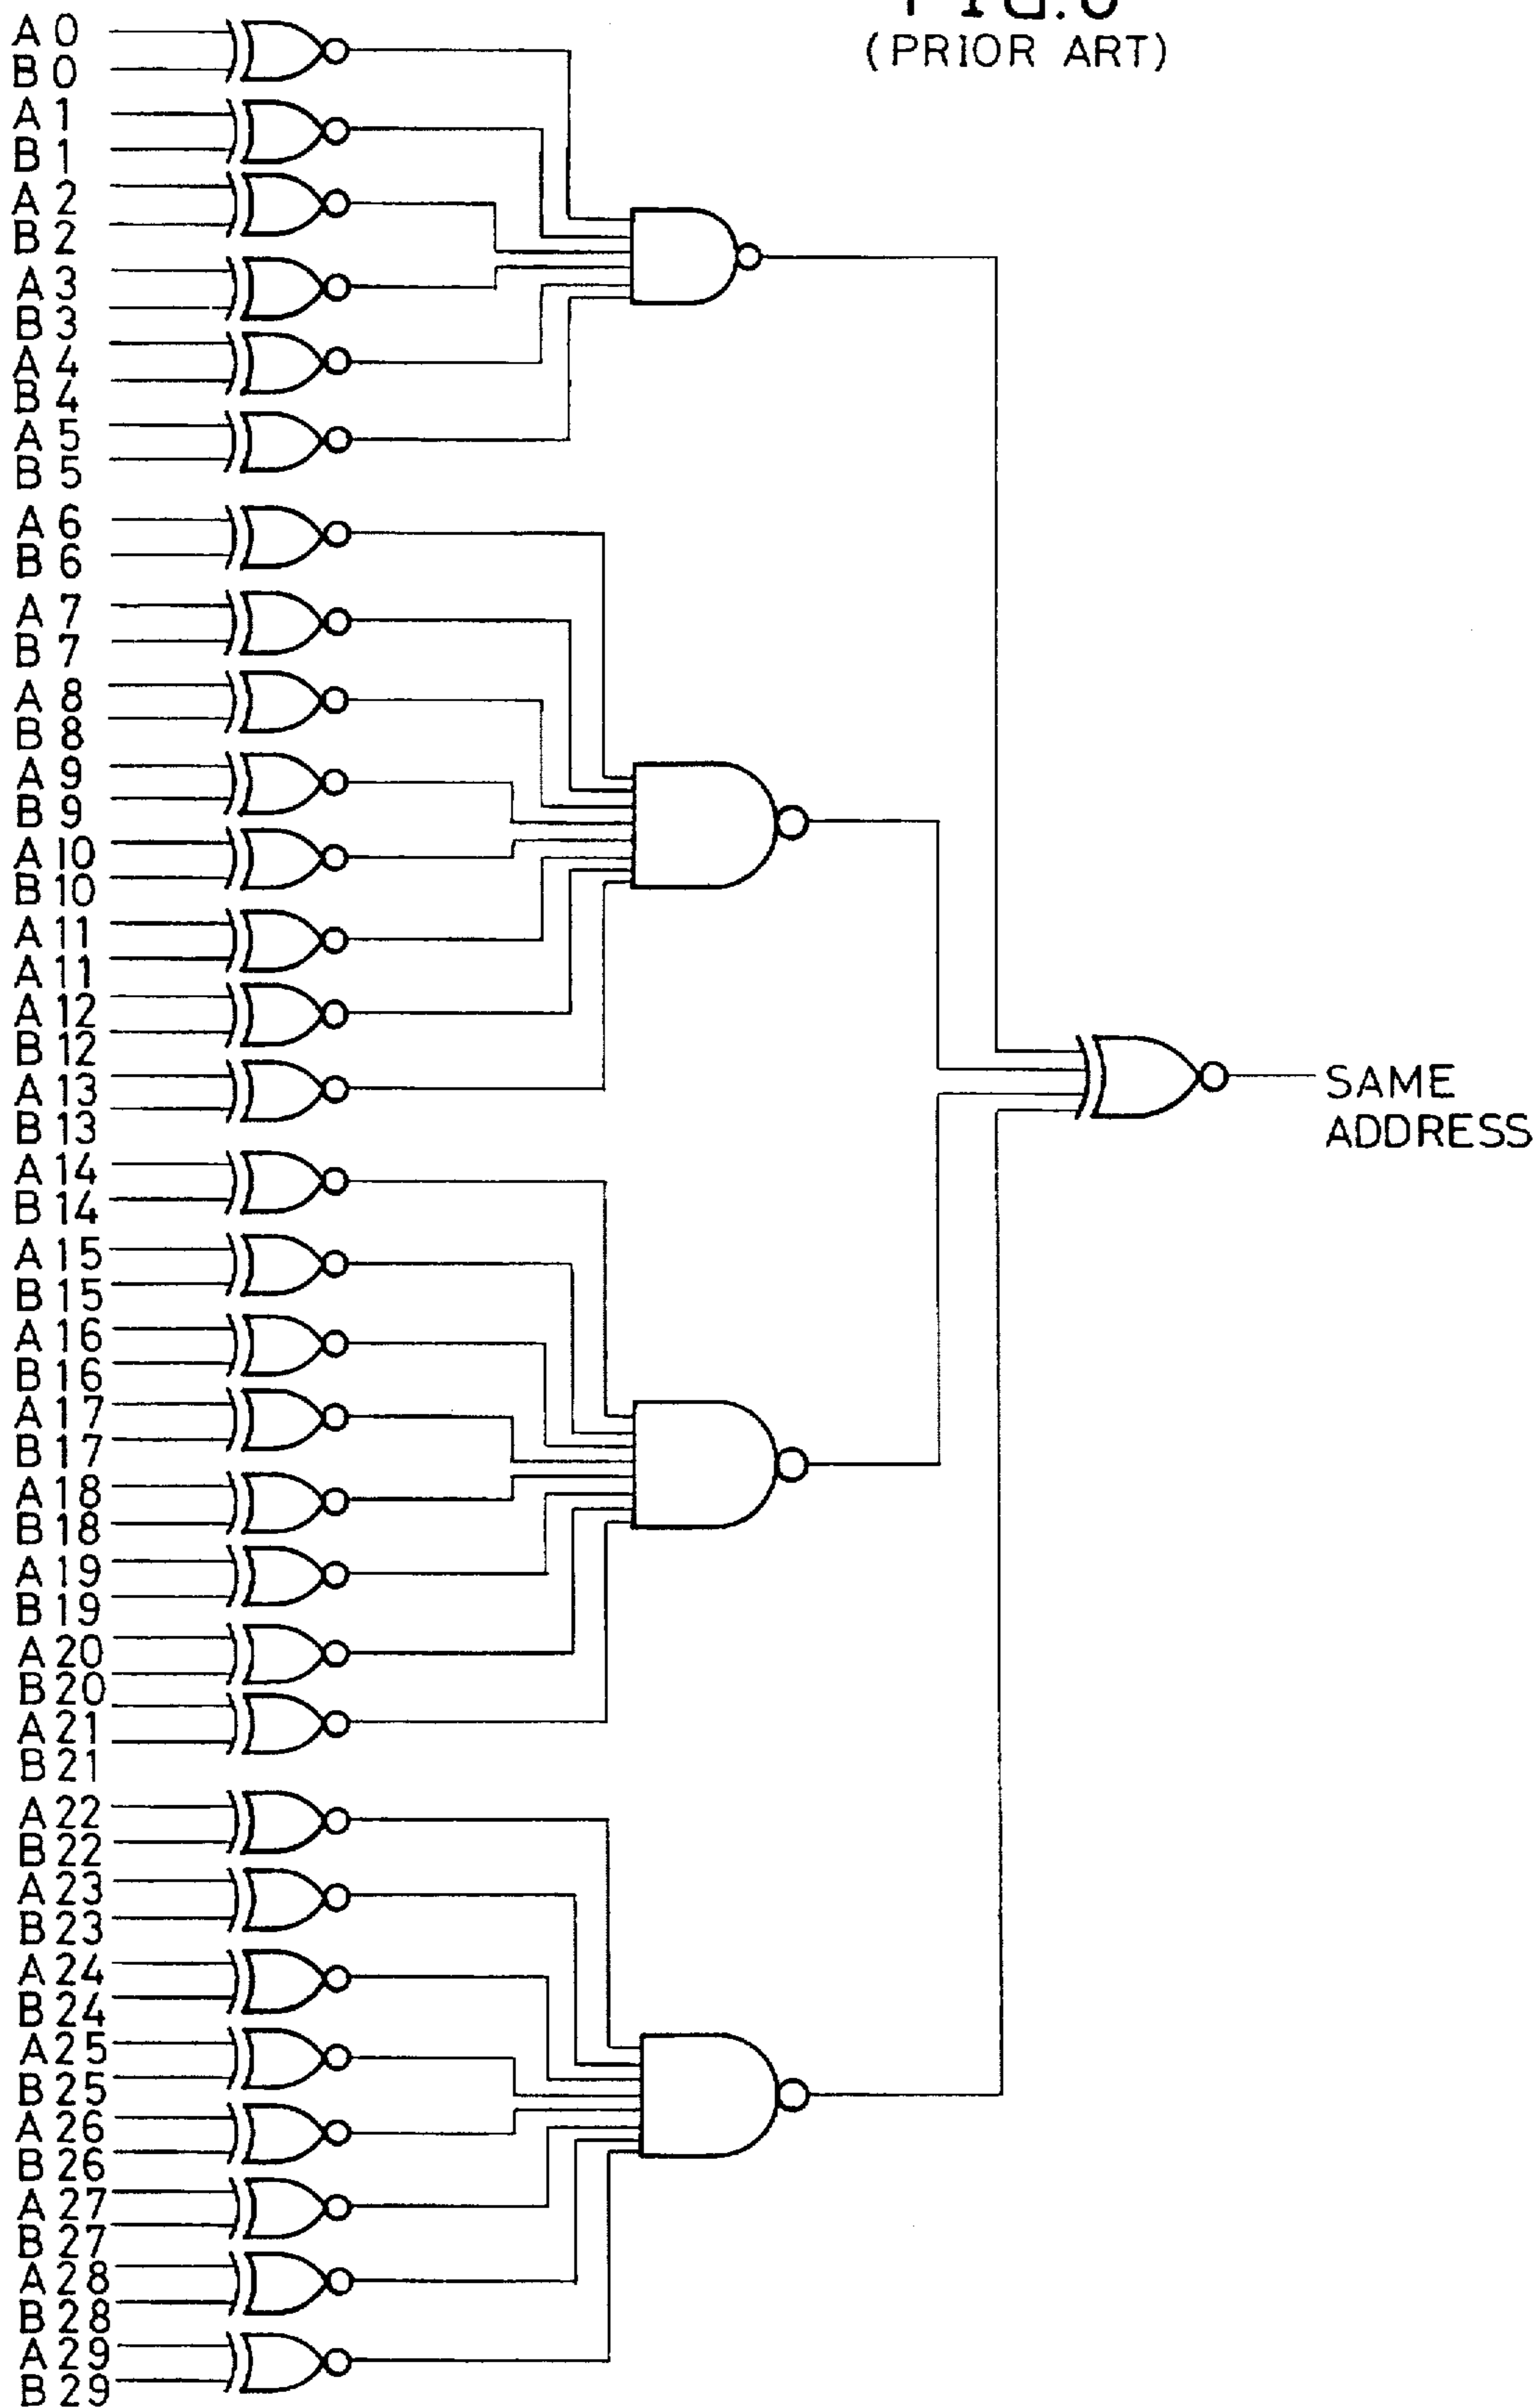 (PRIOR ART)
A 0
B 0
A 1
B 1
A 2
B 2
A 3
B 3
A 4
B 4
A 5
B 5
A 6
B 6
A 7
B 7
A 8
B 8
A 9
B 9
A 10
B 10
A 11
A 11
A 12
B 12
A 13
B 13
A 14
B 14
A 15
B 15
A 16
B 16
A 17
B 17
A 18
B 18
A 19
B 19
A 20
B 20
A 21
B 21
A 22
B 22
A 23
B 23
A 24
B 24
A 25
B 25
A 26
B 26
A 27
B 27
A 28
B 28
A 29
B 29
SAME
ADDRESS